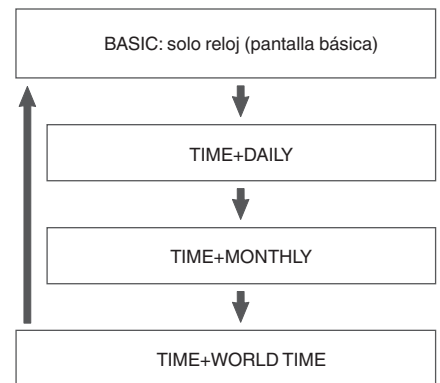 BASIC: solo reloj (pantalla básica)
TIME+DAILY
TIME+MONTHLY
TIME+WORLD TIME